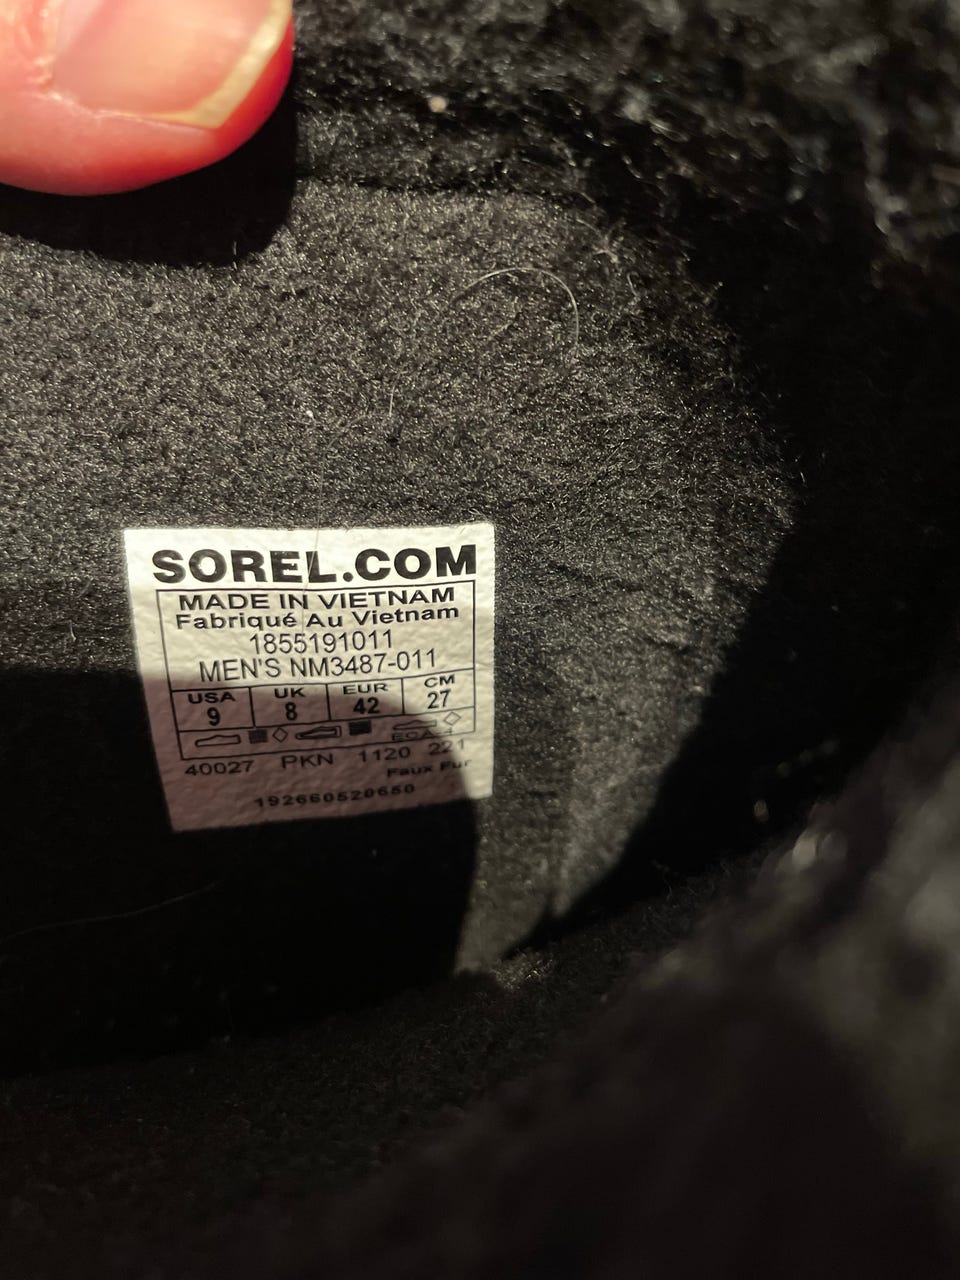 SOREL.COM
MADE IN VIETNAM
Fabriqué Au Vietnam
1855191011
MEN'S NM3487-011
USA UK EUR CM
9 8 42 27
40027 PKN 1120 221
Faux Fur
192660520650